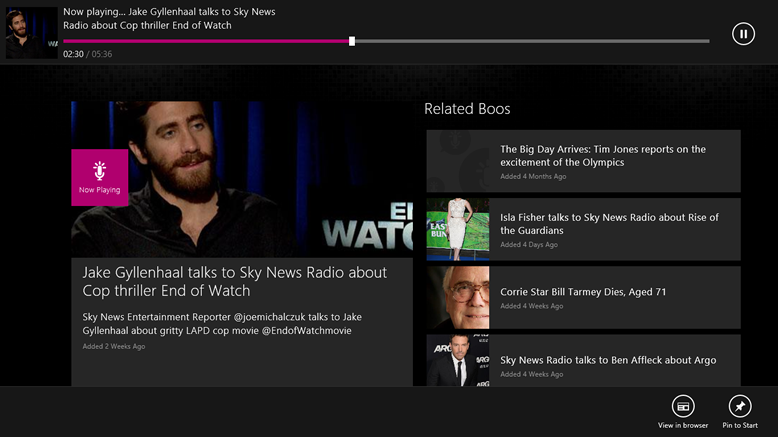 Now playing... Jake Gyllenhaal talks to Sky News
Radio about Cop thriller End of Watch
02:30 / 05:36
Now Playing
EN
WATC
Jake Gyllenhaal talks to Sky News Radio about
Cop thriller End of Watch
Sky News Entertainment Reporter @joemichalczuk talks to Jake
Gyllenhaal about gritty LAPD cop movie @EndofWatchmovie
Added 2 Weeks Ago
Related Boos
The Big Day Arrives: Tim Jones reports on the
excitement of the Olympics
Added 4 Months Ago
EAST
BUN
Isla Fisher talks to Sky News Radio about Rise of
the Guardians
Added 4 Days Ago
Corrie Star Bill Tarmey Dies, Aged 71
Added 4 Weeks Ago
ARGO
ARG
Sky News Radio talks to Ben Affleck about Argo
Added 4 Weeks Ago
View in browser
Pin to Start